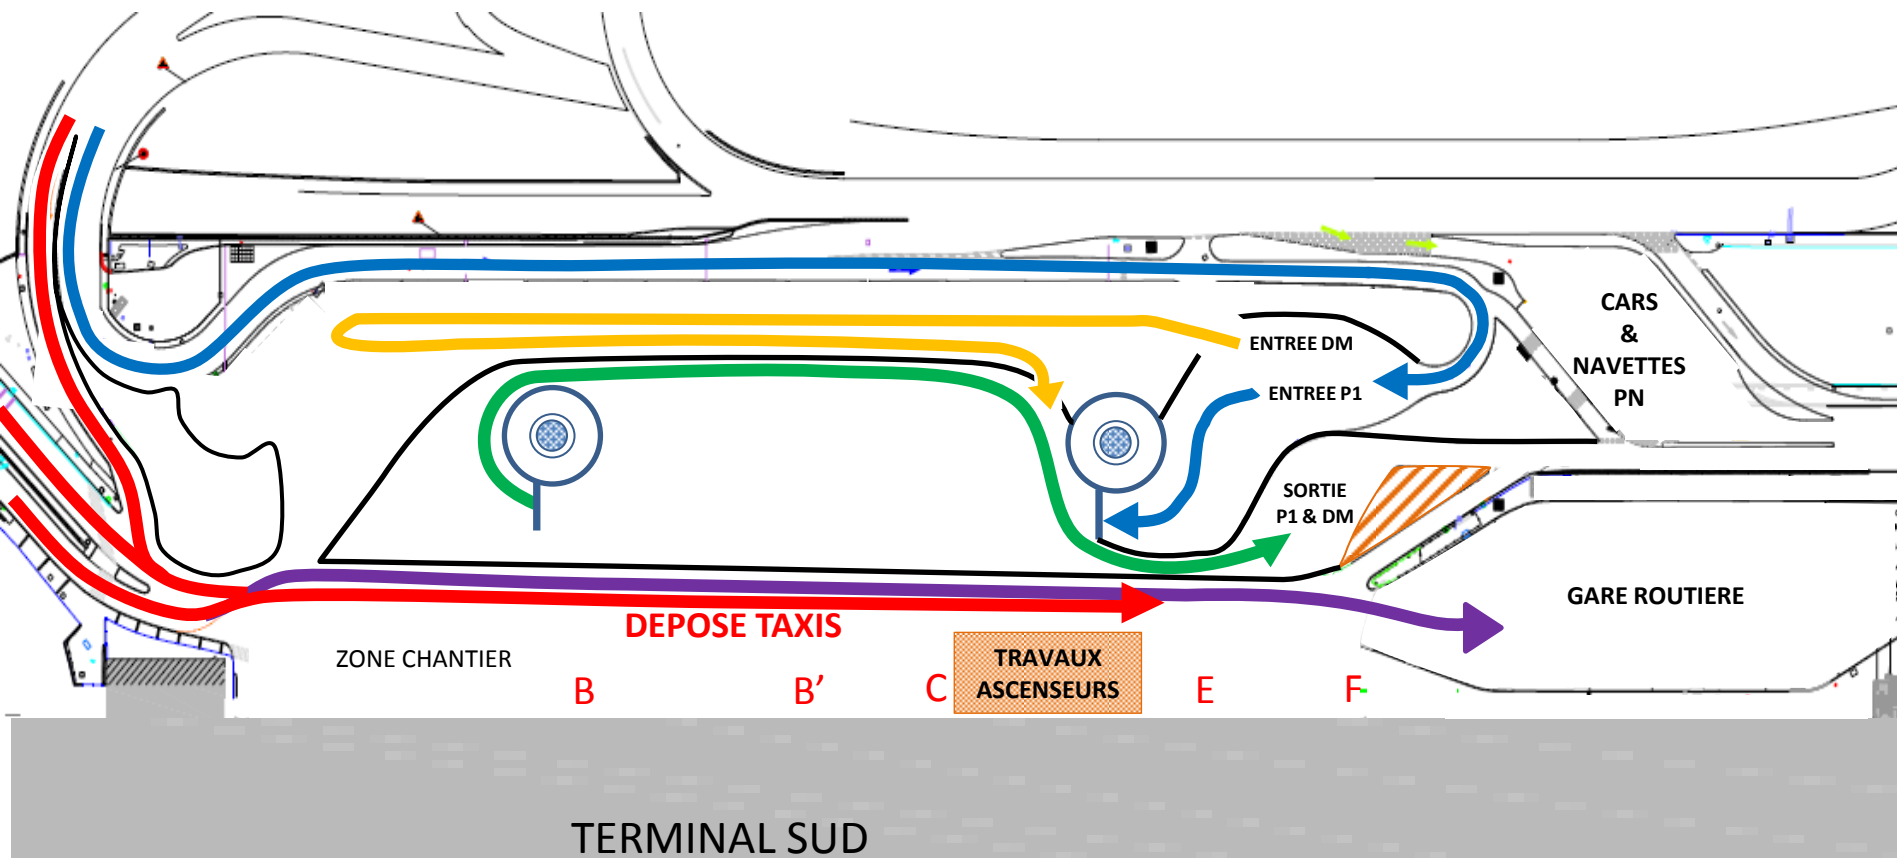 CARS
&
NAVETTES
PN
ENTREE DM
ENTREE P1
SORTIE
P1 & DM
GARE ROUTIERE
DEPOSE TAXIS
ZONE CHANTIER
TRAVAUX
ASCENSEURS
B
B’
C
E
F
TERMINAL SUD